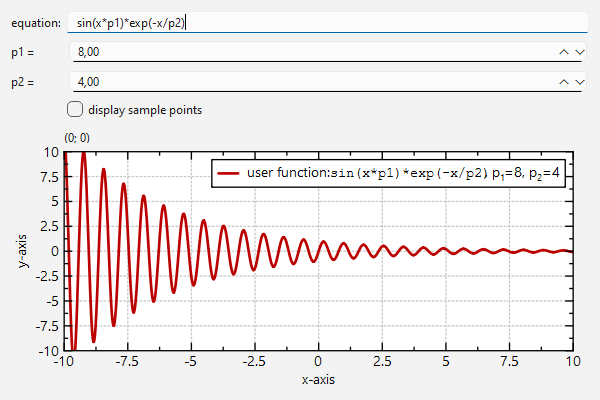 equation: sin(x*p1)*exp(-x/p2)
p1 = 8,00
p2 = 4,00
display sample points
(0; 0)
user function:sin(x*p1)*exp(-x/p2), p1=8, p2=4
10
7.5
5
2.5
0
-2.5
-5
-7.5
-10
y-axis
-10 -7.5 -5 -2.5 0 2.5 5 7.5 10
x-axis